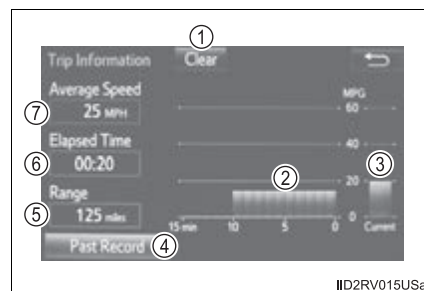 ①
Trip Information Clear
Average Speed MPG
⑦ 25 MPH 60
Elapsed Time 40
⑥ 00:20 ② ③
Range 20
⑤ 125 miles 0
15 min 10 5 0 Current
Past Record ④
IID2RV015USa